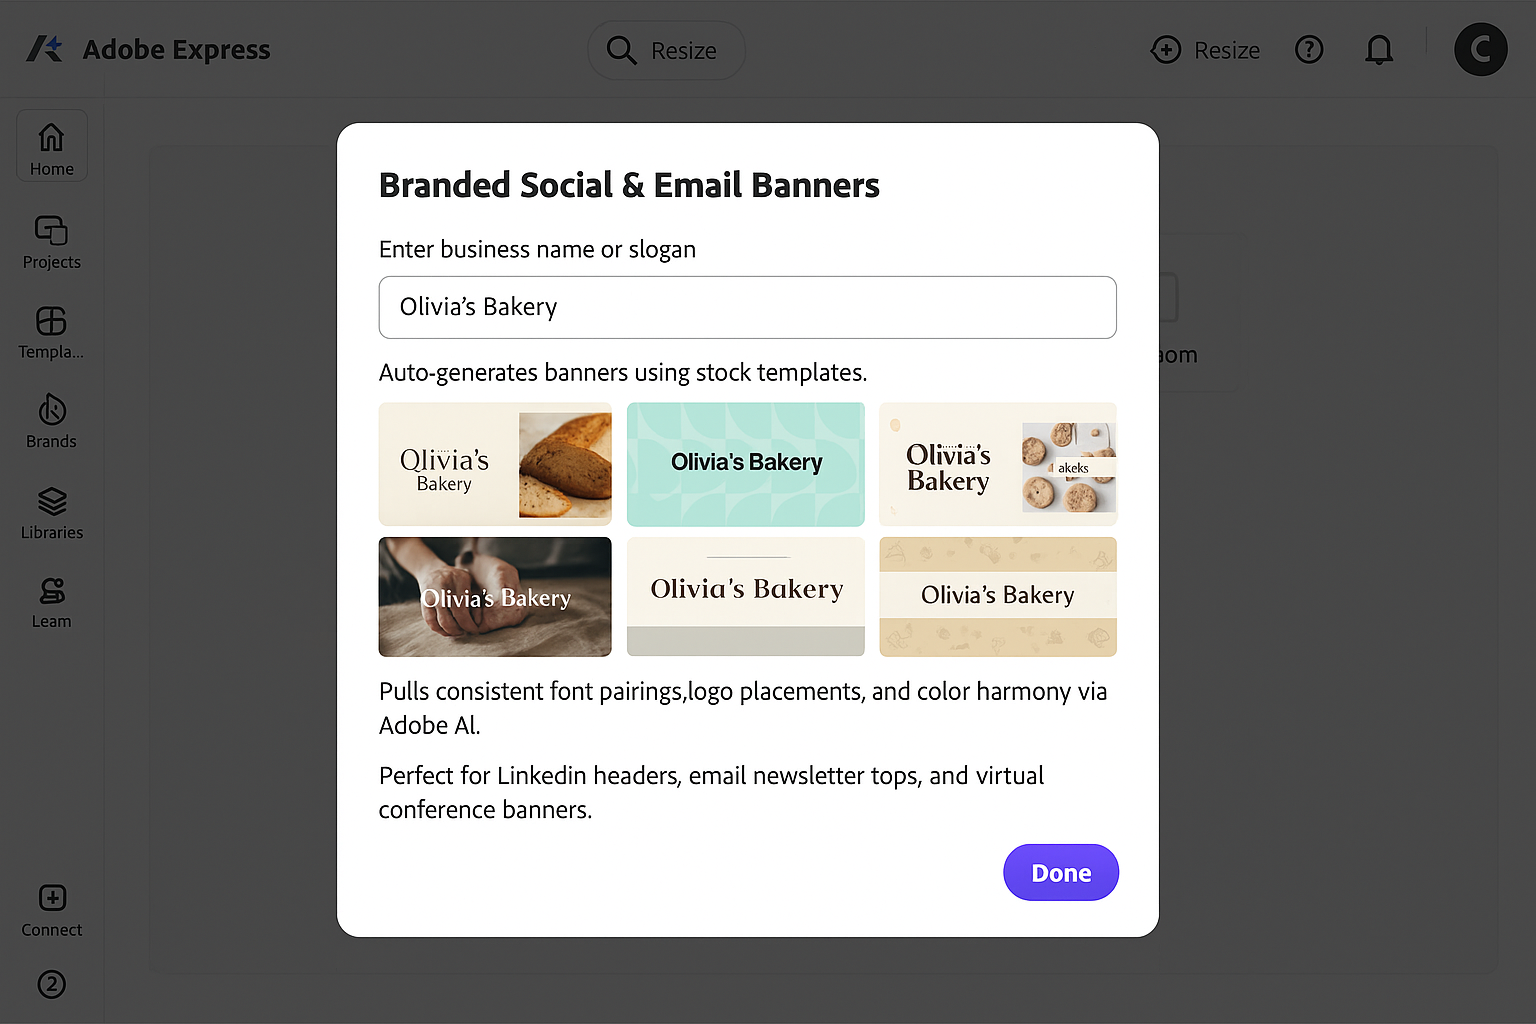 Adobe Express
Resize
Resize
C
Home
Projects
Templa...
Brands
Libraries
Leam
Connect
2
Branded Social & Email Banners
Enter business name or slogan
Olivia's Bakery
Auto-generates banners using stock templates.
Olivia's
Bakery
Olivia's Bakery
Olivia's
Bakery
akeks
Olivia's Bakery
Olivia's Bakery
Olivia's Bakery
Pulls consistent font pairings,logo placements, and color harmony via
Adobe Al.
Perfect for Linkedin headers, email newsletter tops, and virtual
conference banners.
Done